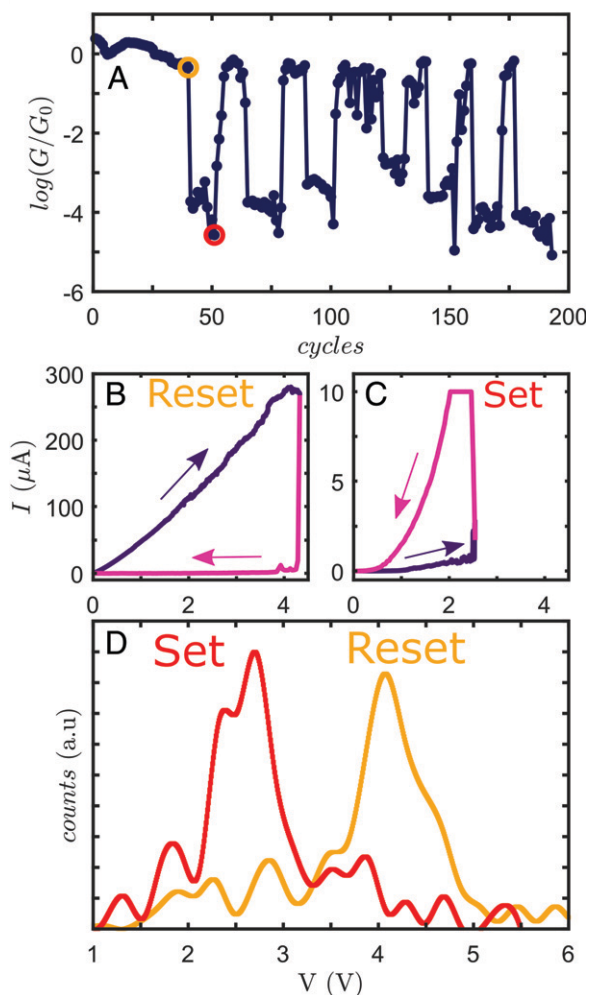 A
log(G/G₀)
0
-2
-4
-6
0 50 100 150 200
cycles
B Reset
I (μA)
300
200
100
0
0 2 4
C Set
10
5
0
0 2 4
D Set Reset
counts (a.u)
1 2 3 4 5 6
V (V)